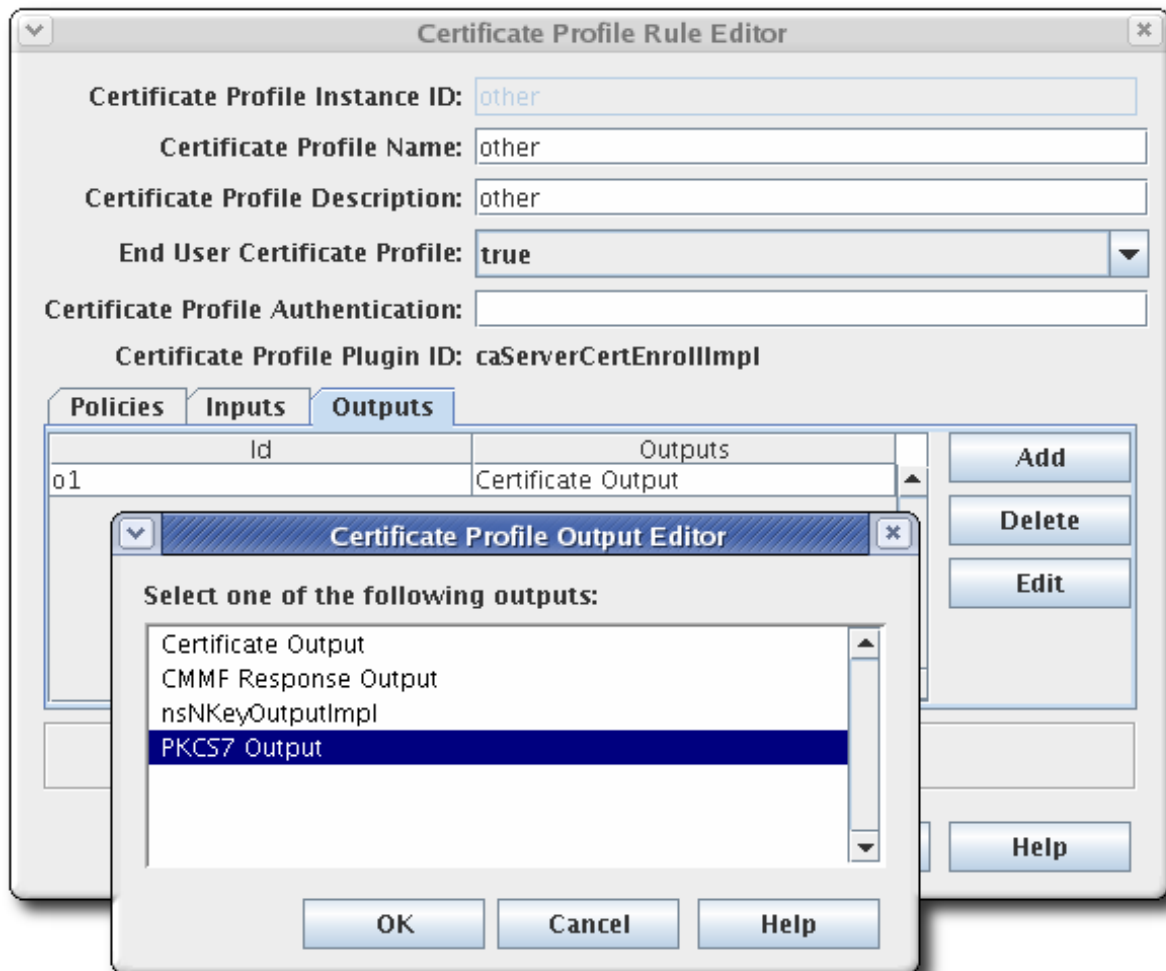 Certificate Profile Rule Editor
Certificate Profile Instance ID: other
Certificate Profile Name: other
Certificate Profile Description: other
End User Certificate Profile: true
Certificate Profile Authentication:
Certificate Profile Plugin ID: caServerCertEnrollImpl
Policies Inputs Outputs
Id Outputs
o1 Certificate Output
Add
Delete
Edit
Certificate Profile Output Editor
Select one of the following outputs:
Certificate Output
CMMF Response Output
nsNKeyOutputImpl
PKCS7 Output
Help
OK Cancel Help